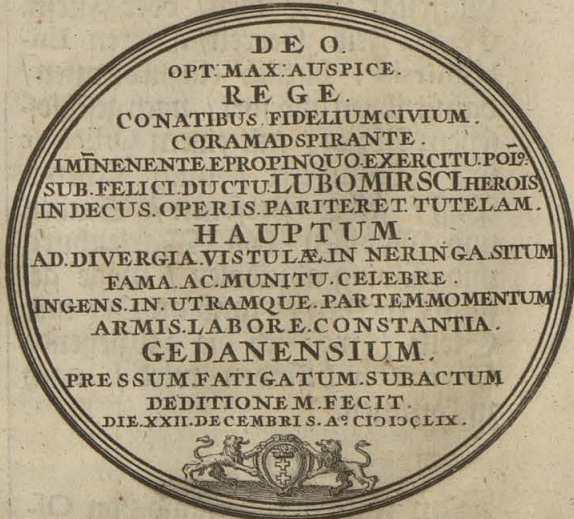 DEO.
OPT. MAX. AUSPICE.
REGE.
CONATIBUS. FIDELIUM CIVIUM.
CORAM ADSPIRANTE.
IMĪNENENTE. E PROPINQUO. EXERCITU. POL̄:
SUB. FELICI. DUCTU. LUBOMIRSCI HEROIS
IN DECUS. OPERIS. PARITER ET. TUTELAM.
HAUPTUM.
AD. DIVERGIA. VISTULÆ. IN NERINGA. SITUM
FAMA. AC. MUNITU. CELEBRE.
INGENS. IN. UTRAMQUE. PARTEM. MOMENTUM
ARMIS. LABORE. CONSTANTIA.
GEDANENSIUM.
PRESSUM. FATIGATUM. SUBACTUM
DEDITIONEM. FECIT.
DIE. XXII. DECEMBRIS. Aº CIↃIↃCLIX.